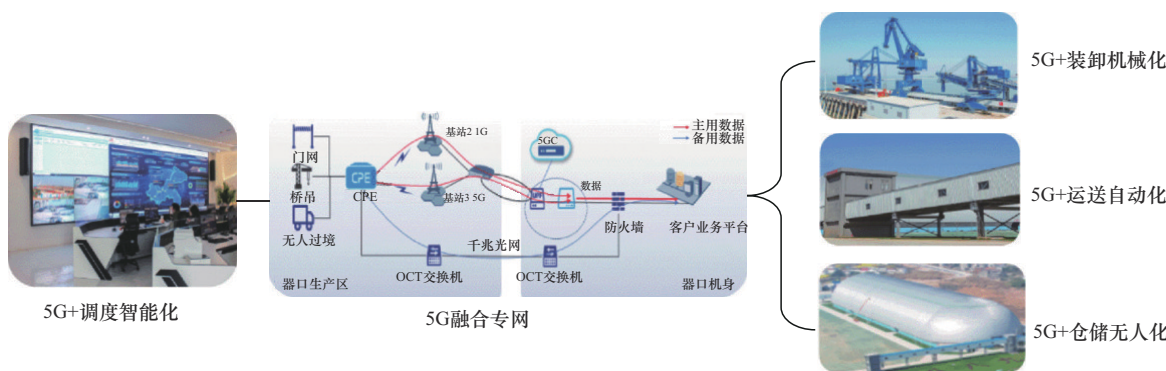 5G+调度智能化
门网
桥吊
无人过境
CPE
CPE
基站2 1G
基站3 5G
千兆光网
OCT交换机
器口生产区
5GC
主用数据
备用数据
数据
防火墙
客户业务平台
OCT交换机
器口机身
5G融合专网
5G+装卸机械化
5G+运送自动化
5G+仓储无人化